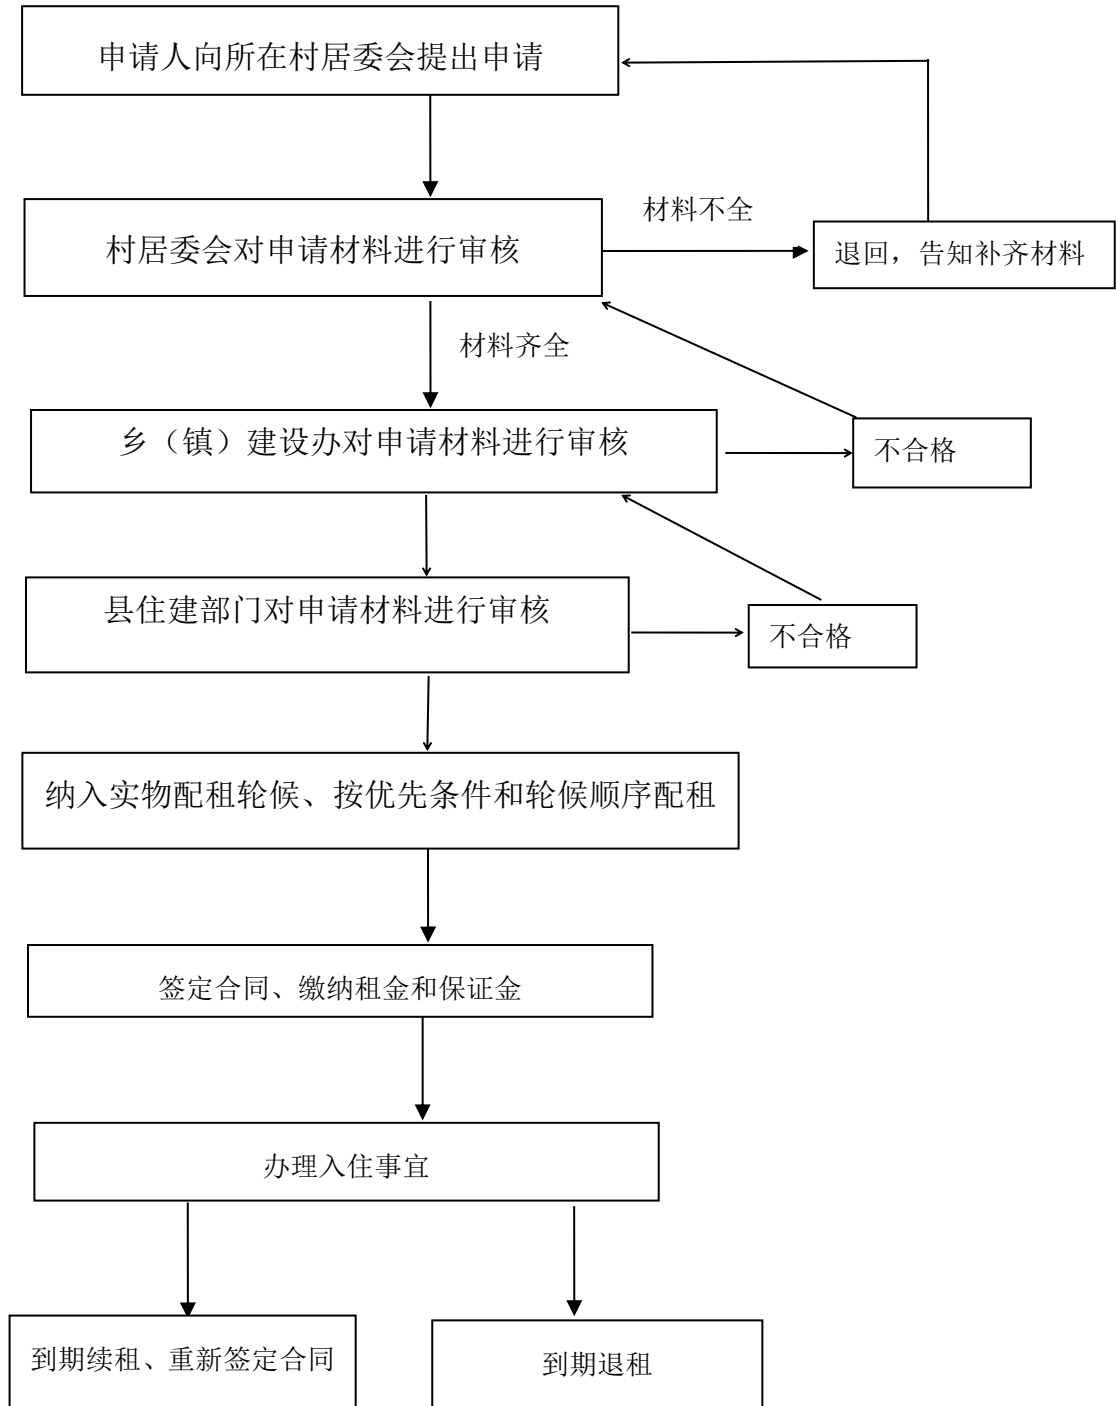 申请人向所在村居委会提出申请
材料不全
村居委会对申请材料进行审核
退回，告知补齐材料
材料齐全
乡（镇）建设办对申请材料进行审核
不合格
县住建部门对申请材料进行审核
不合格
纳入实物配租轮候、按优先条件和轮候顺序配租
签定合同、缴纳租金和保证金
办理入住事宜
到期续租、重新签定合同
到期退租